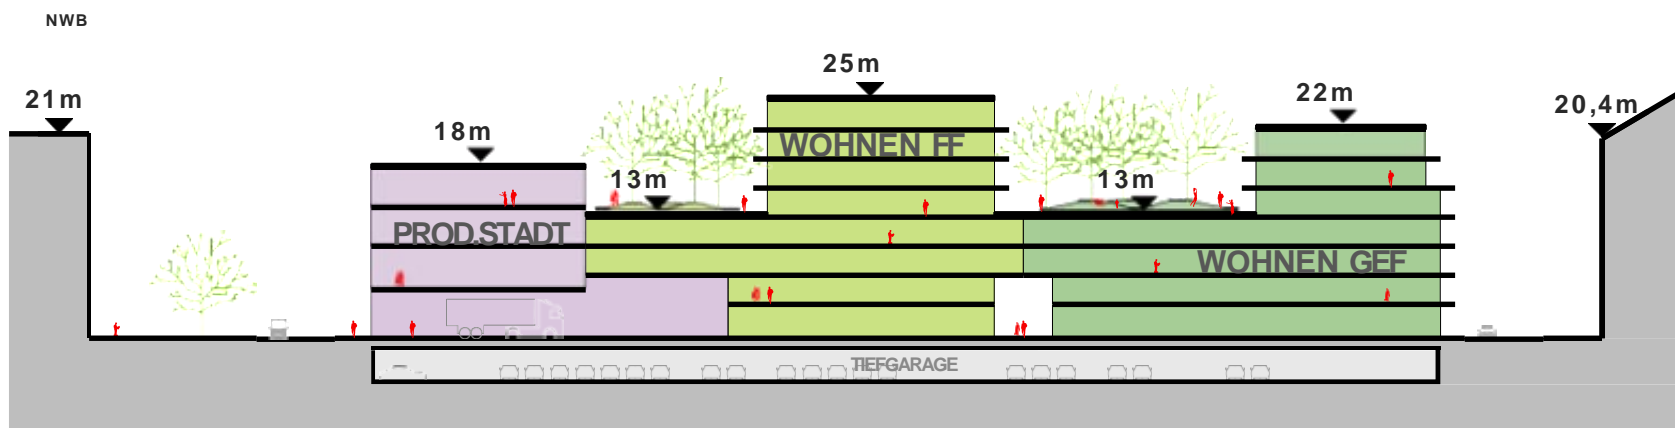 NWB
25m
21m
22m
20,4m
18m
WOHNEN FF
13m
13m
PROD.STADT
WOHNEN GEF
TIEFGARAGE